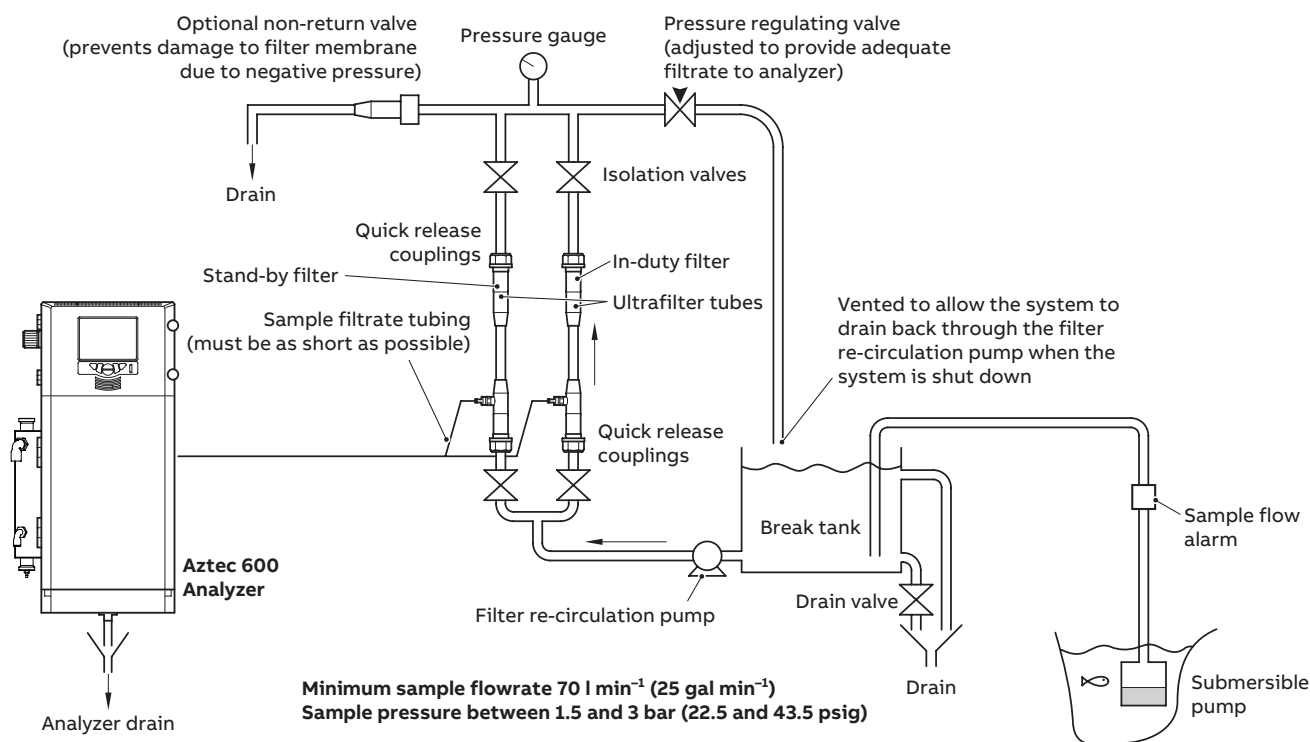 Optional non-return valve
(prevents damage to filter membrane
due to negative pressure)
Pressure gauge
Pressure regulating valve
(adjusted to provide adequate
filtrate to analyzer)
Drain
Isolation valves
Quick release
couplings
Stand-by filter
In-duty filter
Ultrafilter tubes
Sample filtrate tubing
(must be as short as possible)
Vented to allow the system to
drain back through the filter
re-circulation pump when the
system is shut down
Quick release
couplings
Break tank
Sample flow
alarm
Aztec 600
Analyzer
Filter re-circulation pump
Drain valve
Drain
Submersible
pump
Minimum sample flowrate 70 l min⁻¹ (25 gal min⁻¹)
Sample pressure between 1.5 and 3 bar (22.5 and 43.5 psig)
Analyzer drain